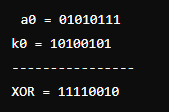 a0 = 01010111
k0 = 10100101
----------------
XOR = 11110010